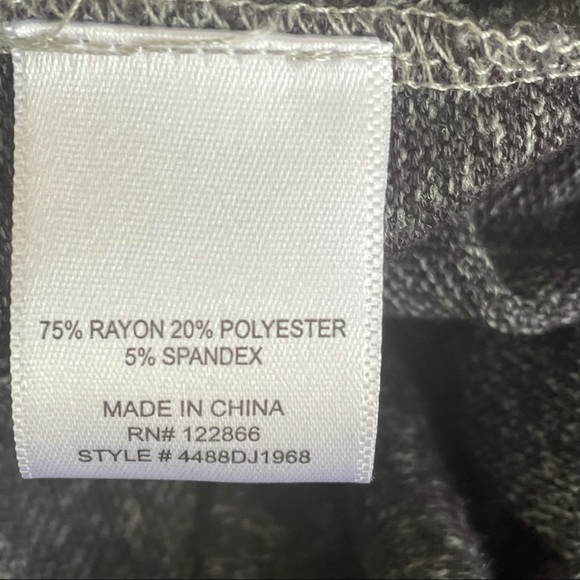 75% RAYON 20% POLYESTER
5% SPANDEX
MADE IN CHINA
RN# 122866
STYLE # 4488DJ1968